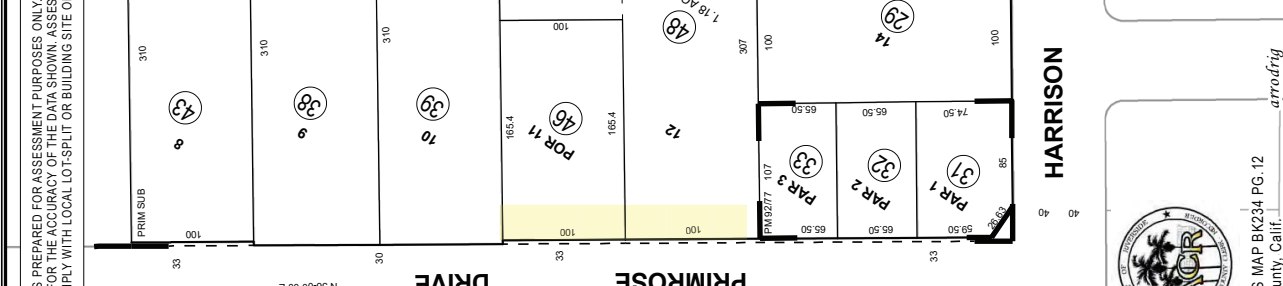 S PREPARED FOR ASSESSMENT PURPOSES ONLY.
FOR THE ACCURACY OF THE DATA SHOWN. ASSES
MPLY WITH LOCAL LOT-SPLIT OR BUILDING SITE O
310
43
8
PRIM SUB
100
310
38
9
310
39
10
100
165.4
46
POR 11
165.4
100
48
1.18 AC
307
12
100
100
29
14
100
65.50
65.50
74.50
107
PM 92/77
33
PAR 3
32
PAR 2
31
PAR 1
85
26.63
65.50
65.50
59.50
33
30
33
33
DRIVE
PRIMROSE
HARRISON
40
40
arrodrig
S MAP BK234 PG.12
unty, Calif.
OF RIVERSIDE
ACR